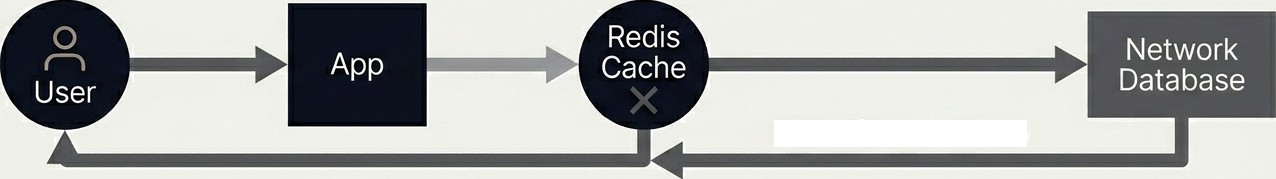 User
App
Redis
Cache
Network
Database